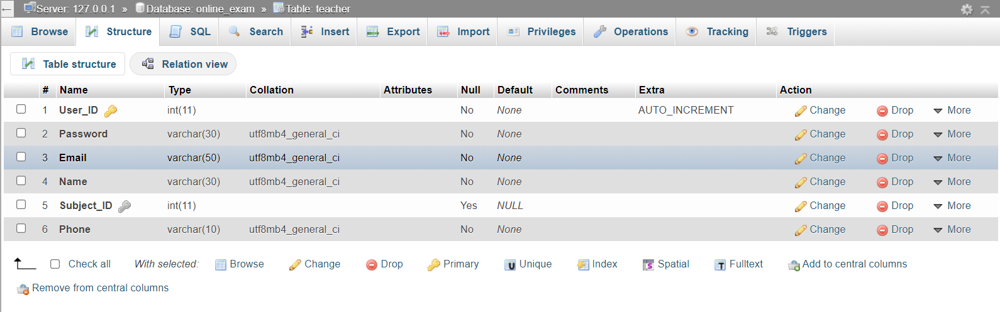 ← Server: 127.0.0.1 » Database: online_exam » Table: teacher
Browse Structure SQL Search Insert Export Import Privileges Operations Tracking Triggers
Table structure Relation view
# Name Type Collation Attributes Null Default Comments Extra Action
1 User_ID int(11) No None AUTO_INCREMENT Change Drop More
2 Password varchar(30) utf8mb4_general_ci No None Change Drop More
3 Email varchar(50) utf8mb4_general_ci No None Change Drop More
4 Name varchar(30) utf8mb4_general_ci No None Change Drop More
5 Subject_ID int(11) Yes NULL Change Drop More
6 Phone varchar(10) utf8mb4_general_ci No None Change Drop More
Check all With selected: Browse Change Drop Primary Unique Index Spatial Fulltext Add to central columns
Remove from central columns